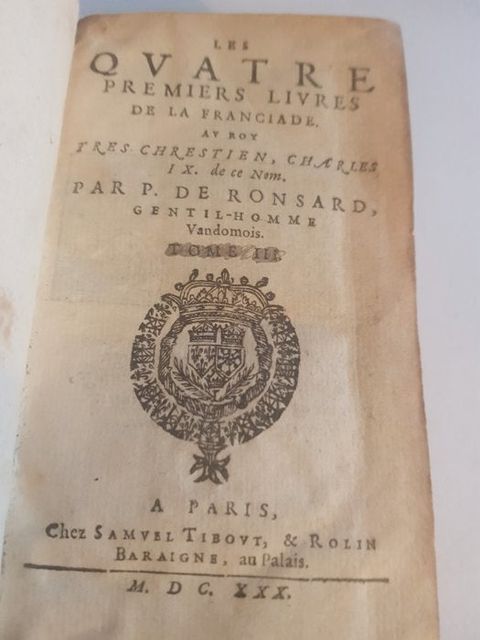 LES
QVATRE
PREMIERS LIVRES
DE LA FRANCIADE.
AV ROY
TRES-CHRESTIEN, CHARLES
IX. de ce Nom.
PAR P. DE RONSARD,
GENTIL-HOMME
Vandomois.
TOME III.
A PARIS,
Chez SAMVEL TIBOVT, & ROLIN
BARAIGNE, au Palais.
M. DC. XXX.